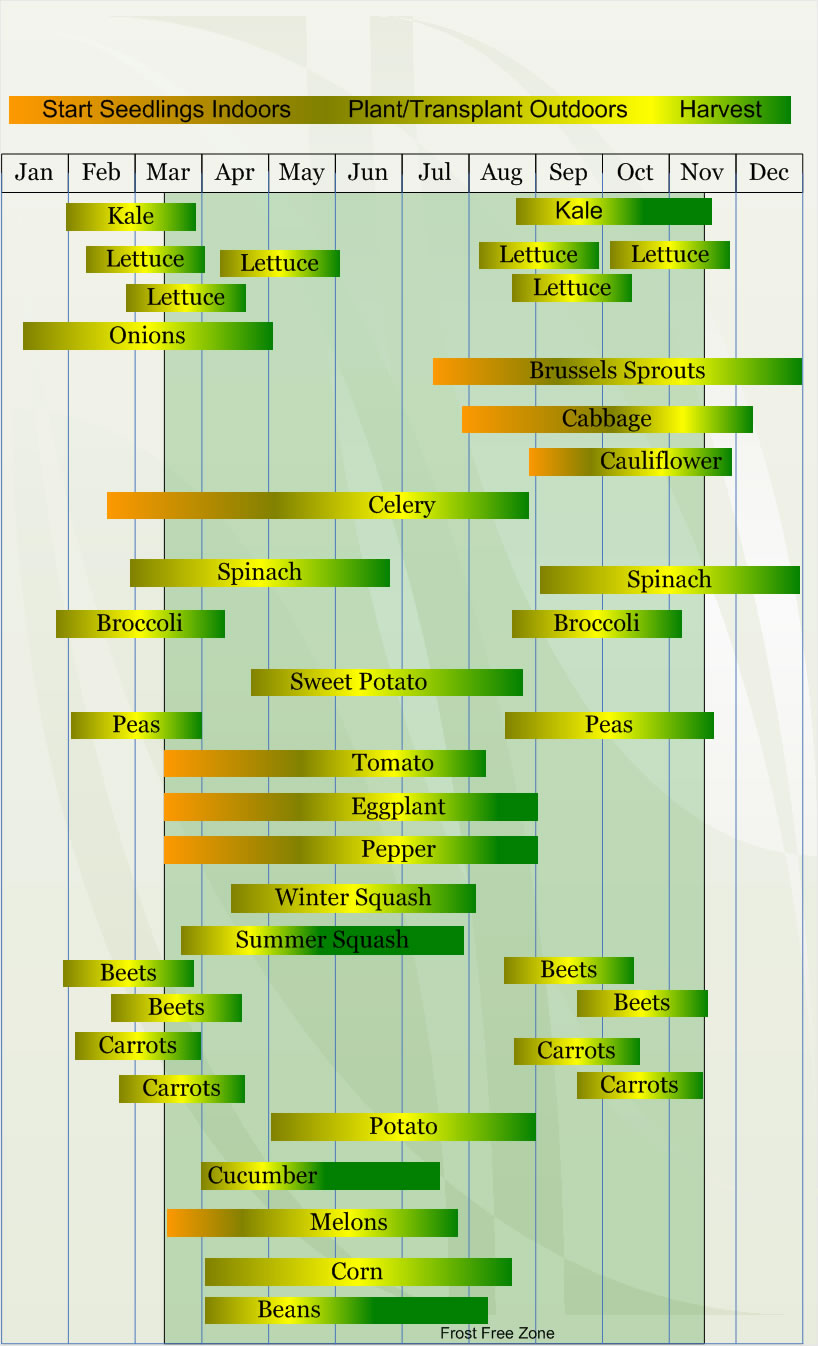 Start Seedlings Indoors Plant/Transplant Outdoors Harvest
Jan Feb Mar Apr May Jun Jul Aug Sep Oct Nov Dec
Kale Kale
Lettuce Lettuce Lettuce Lettuce
Lettuce Lettuce
Onions
Brussels Sprouts
Cabbage
Cauliflower
Celery
Spinach Spinach
Broccoli Broccoli
Sweet Potato
Peas Peas
Tomato
Eggplant
Pepper
Winter Squash
Summer Squash
Beets Beets
Beets Beets
Carrots Carrots
Carrots Carrots
Potato
Cucumber
Melons
Corn
Beans
Frost Free Zone